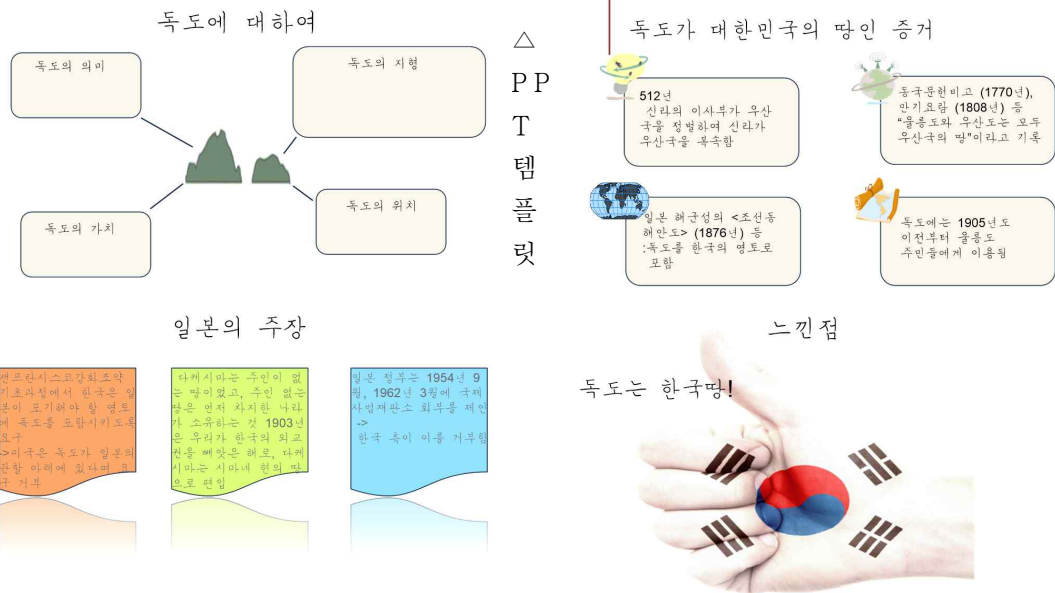 독도에 대하여
독도의 의미
독도의 지형
독도의 가치
독도의 위치
△
PP
T
템
플
릿
독도가 대한민국의 땅인 증거
512년
신라의 이사부가 우산
국을 정벌하여 신라가
우산국을 복속함
동국문헌비고 (1770년),
만기요람 (1808년) 등
“울릉도와 우산도는 모두
우산국의 땅”이라고 기록
일본 해군성의 <조선동
해안도> (1876년) 등
:독도를 한국의 영토로
포함
독도에는 1905년도
이전부터 울릉도
주민들에게 이용됨
일본의 주장
샌프란시스코강화조약
기초과정에서 한국은 일
본이 포기해야 할 영토
에 독도를 포함시키도록
요구
->미국은 독도가 일본의
관할 아래에 있다며 요
구 거부
다케시마는 주인이 없
는 땅이었고, 주인 없는
땅은 먼저 차지한 나라
가 소유하는 것 1903년
은 우리가 한국의 외교
권을 빼앗은 해로, 다케
시마는 시마네 현의 땅
으로 편입
일본 정부는 1954년 9
월, 1962년 3월에 국제
사법재판소 회부를 제안
->
한국 측이 이를 거부함
느낀점
독도는 한국땅!